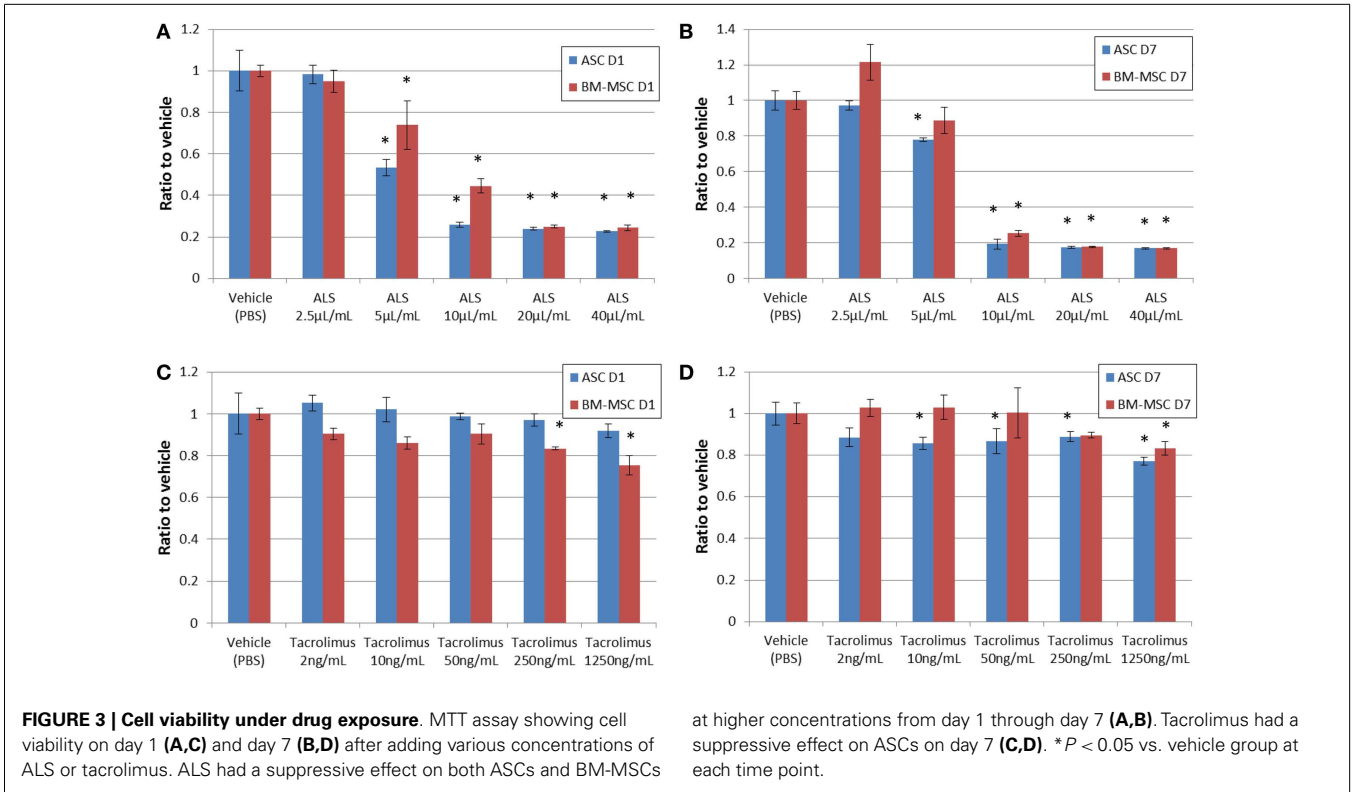 A
1.2
1
0.8
0.6
0.4
0.2
0
Ratio to vehicle
ASC D1
BM-MSC D1
*
*
*
*
* *
* *
Vehicle (PBS)
ALS 2.5µL/mL
ALS 5µL/mL
ALS 10µL/mL
ALS 20µL/mL
ALS 40µL/mL
B
1.4
1.2
1
0.8
0.6
0.4
0.2
0
Ratio to vehicle
ASC D7
BM-MSC D7
*
* *
* *
* *
Vehicle (PBS)
ALS 2.5µL/mL
ALS 5µL/mL
ALS 10µL/mL
ALS 20µL/mL
ALS 40µL/mL
C
1.2
1
0.8
0.6
0.4
0.2
0
Ratio to vehicle
ASC D1
BM-MSC D1
*
*
Vehicle (PBS)
Tacrolimus 2ng/mL
Tacrolimus 10ng/mL
Tacrolimus 50ng/mL
Tacrolimus 250ng/mL
Tacrolimus 1250ng/mL
D
1.2
1
0.8
0.6
0.4
0.2
0
Ratio to vehicle
ASC D7
BM-MSC D7
*
*
*
* *
Vehicle (PBS)
Tacrolimus 2ng/mL
Tacrolimus 10ng/mL
Tacrolimus 50ng/mL
Tacrolimus 250ng/mL
Tacrolimus 1250ng/mL
FIGURE 3 | Cell viability under drug exposure. MTT assay showing cell
viability on day 1 (A,C) and day 7 (B,D) after adding various concentrations of
ALS or tacrolimus. ALS had a suppressive effect on both ASCs and BM-MSCs
at higher concentrations from day 1 through day 7 (A,B). Tacrolimus had a
suppressive effect on ASCs on day 7 (C,D). *P < 0.05 vs. vehicle group at
each time point.